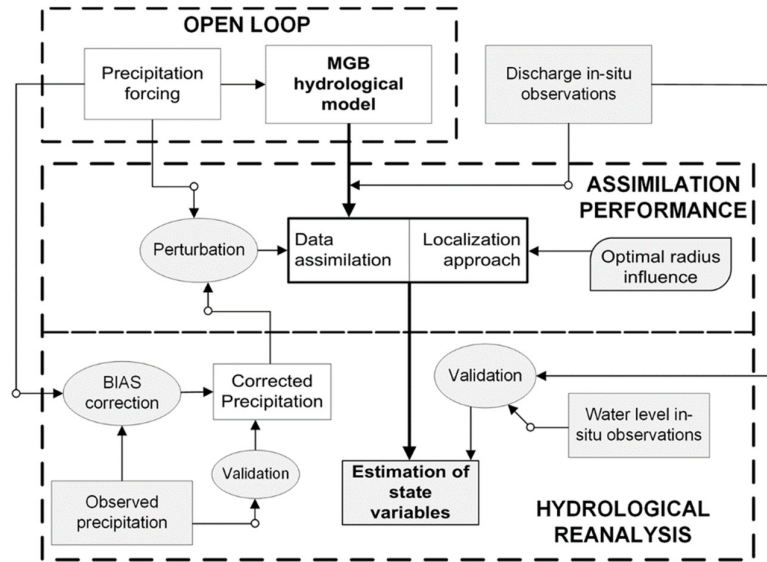 OPEN LOOP
Precipitation
forcing
MGB
hydrological
model
Discharge in-situ
observations
ASSIMILATION
PERFORMANCE
Perturbation
Data
assimilation
Localization
approach
Optimal radius
influence
BIAS
correction
Corrected
Precipitation
Validation
Water level in-
situ observations
Observed
precipitation
Validation
Estimation of
state
variables
HYDROLOGICAL
REANALYSIS